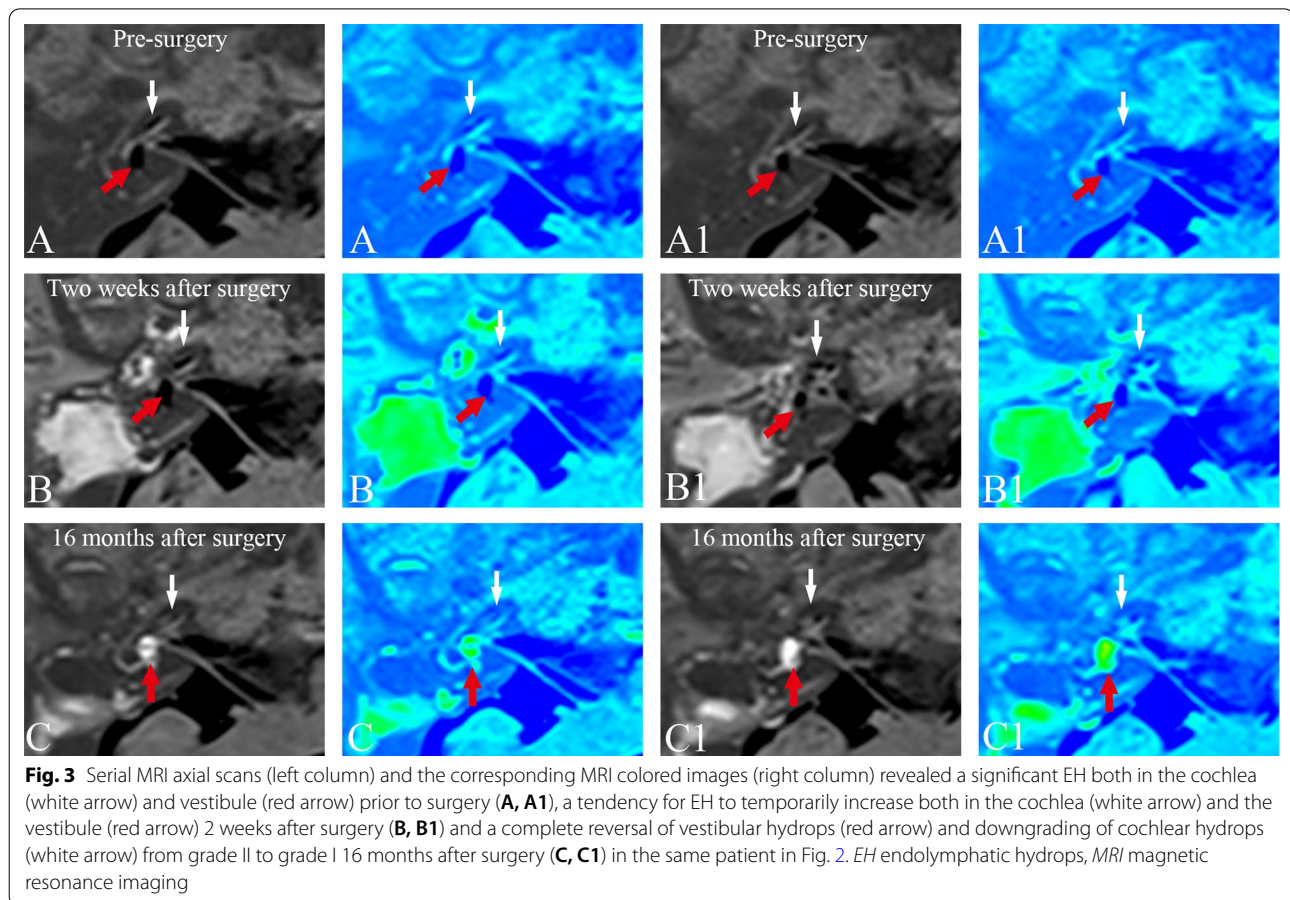 Pre-surgery
Pre-surgery
A
A
A1
A1
Two weeks after surgery
Two weeks after surgery
B
B
B1
B1
16 months after surgery
16 months after surgery
C
C
C1
C1
Fig. 3 Serial MRI axial scans (left column) and the corresponding MRI colored images (right column) revealed a significant EH both in the cochlea
(white arrow) and vestibule (red arrow) prior to surgery (A, A1), a tendency for EH to temporarily increase both in the cochlea (white arrow) and the
vestibule (red arrow) 2 weeks after surgery (B, B1) and a complete reversal of vestibular hydrops (red arrow) and downgrading of cochlear hydrops
(white arrow) from grade II to grade I 16 months after surgery (C, C1) in the same patient in Fig. 2. EH endolymphatic hydrops, MRI magnetic
resonance imaging